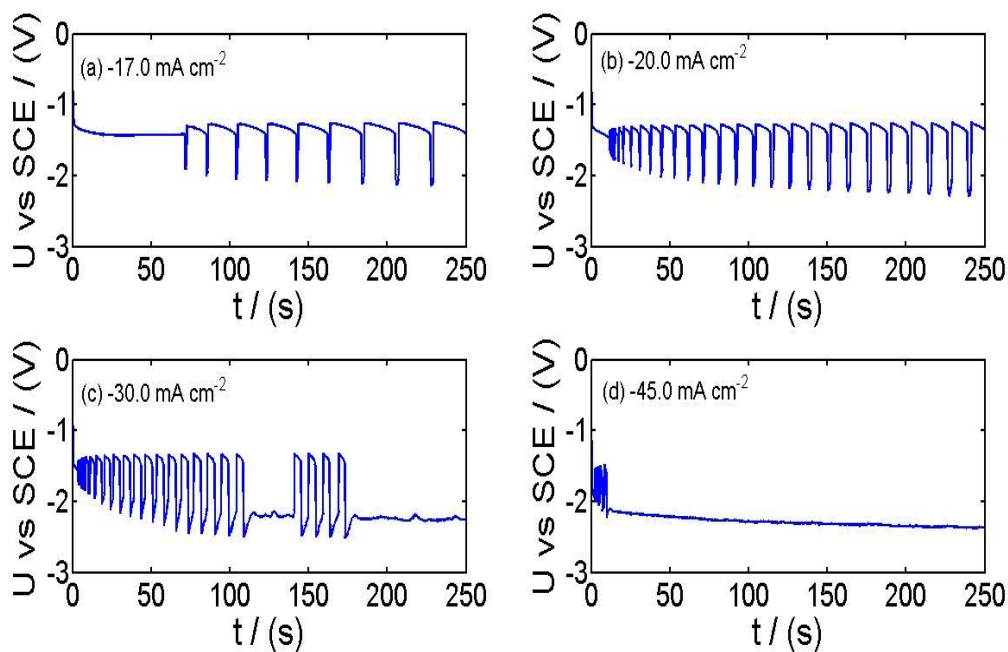 (a) -17.0 mA cm⁻²
U vs SCE / (V)
0
-1
-2
-3
0 50 100 150 200 250
t / (s)
(b) -20.0 mA cm⁻²
U vs SCE / (V)
0
-1
-2
-3
0 50 100 150 200 250
t / (s)
(c) -30.0 mA cm⁻²
U vs SCE / (V)
0
-1
-2
-3
0 50 100 150 200 250
t / (s)
(d) -45.0 mA cm⁻²
U vs SCE / (V)
0
-1
-2
-3
0 50 100 150 200 250
t / (s)